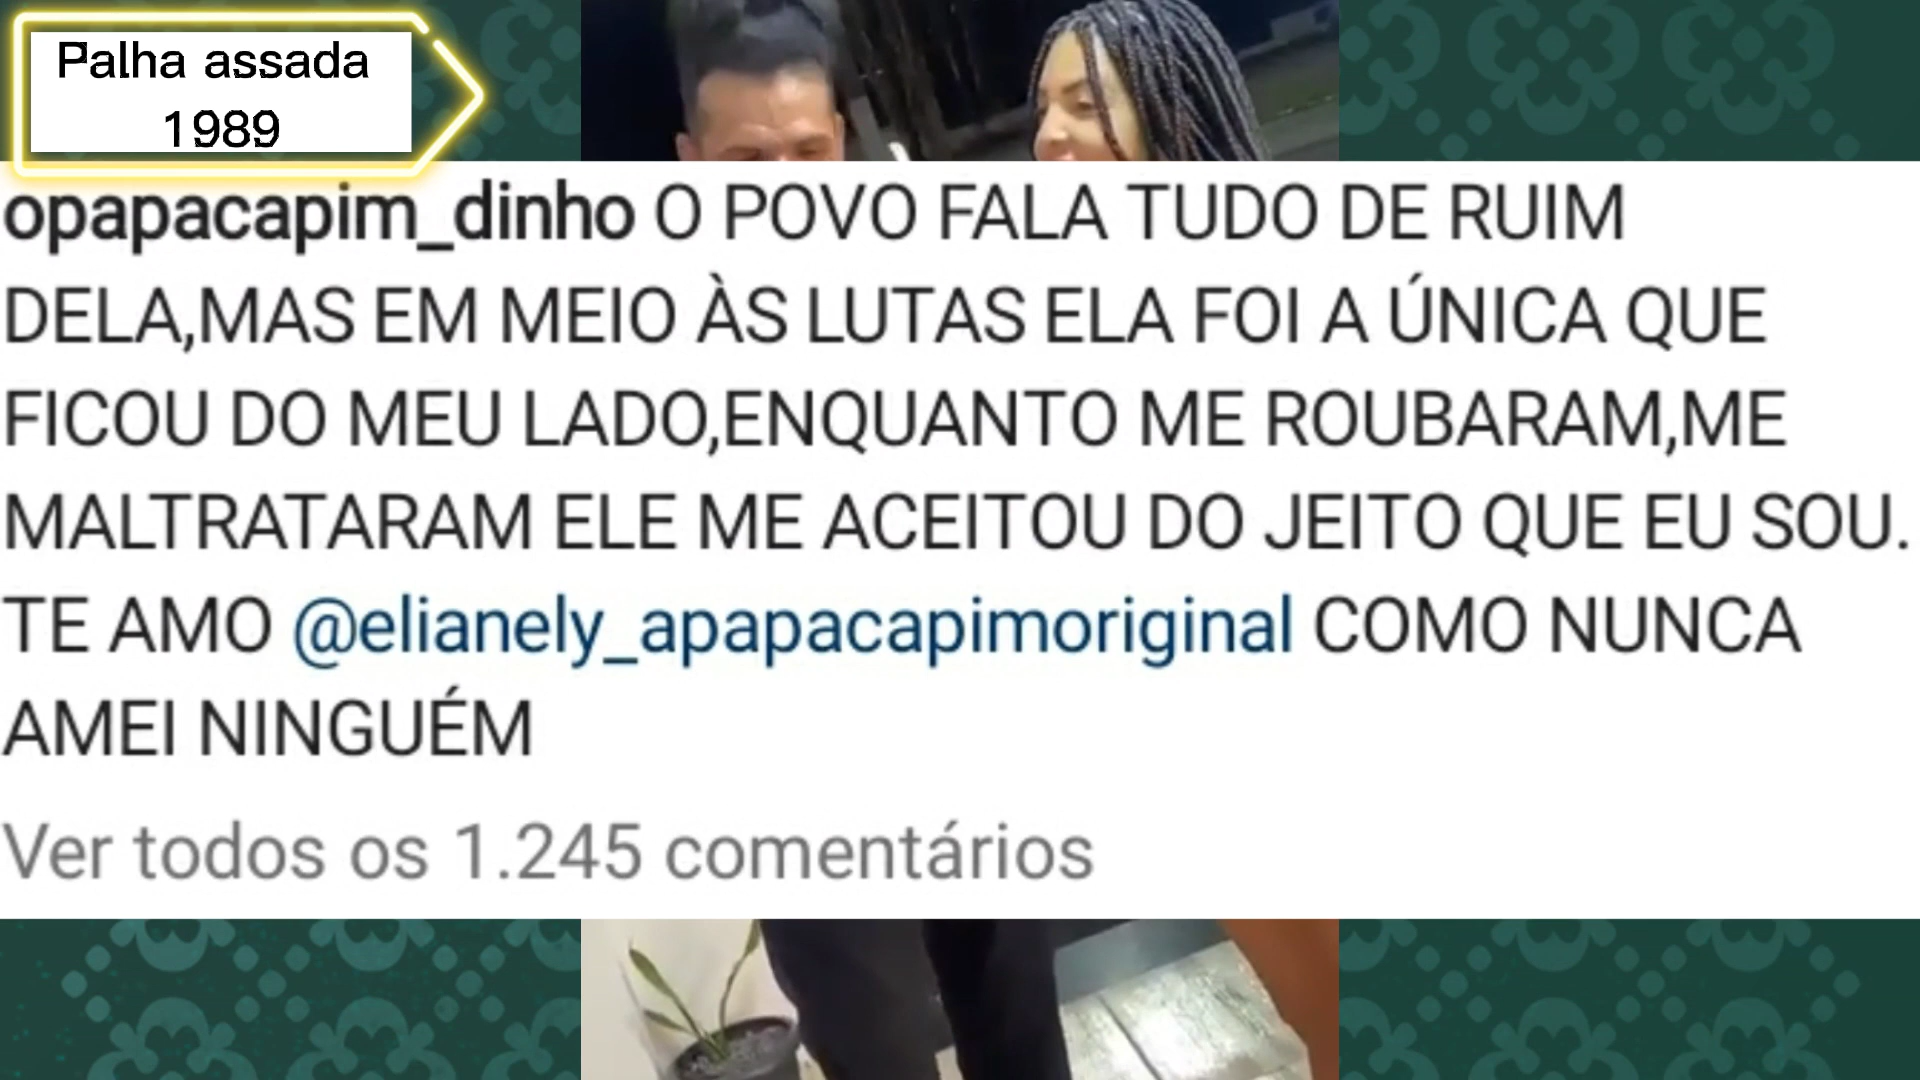 Palha assada
1989
opapacapim_dinho O POVO FALA TUDO DE RUIM
DELA,MAS EM MEIO ÀS LUTAS ELA FOI A ÚNICA QUE
FICOU DO MEU LADO,ENQUANTO ME ROUBARAM,ME
MALTRATARAM ELE ME ACEITOU DO JEITO QUE EU SOU.
TE AMO @elianely_apapacapimoriginal COMO NUNCA
AMEI NINGUÉM
Ver todos os 1.245 comentários